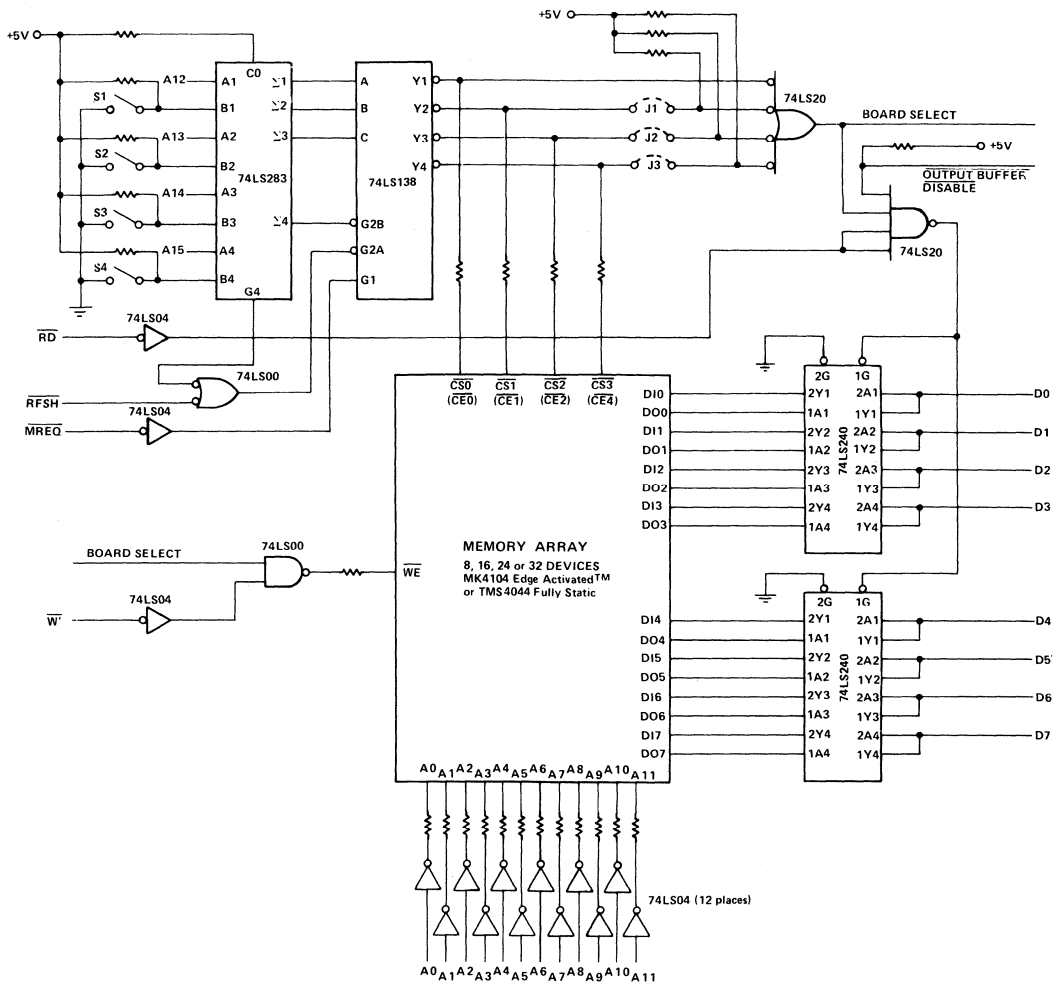 +5V
+5V
C0
A12 A1 Σ1 A Y1
S1 B1 Σ2 B Y2 J1 74LS20
A13 A2 Σ3 C Y3 J2 BOARD SELECT
S2 B2 Y4 J3 +5V
74LS283 74LS138
A14 A3 OUTPUT BUFFER
DISABLE
S3 B3 Σ4 G2B
A15 A4 G2A 74LS20
S4 B4 G1
G4
74LS04
RD
74LS00
RFSH
74LS04
MREQ
CS0 CS1 CS2 CS3
(CE0) (CE1) (CE2) (CE4)
2G 1G
DI0 2Y1 2A1 D0
DO0 1A1 1Y1
DI1 2Y2 2A2 D1
DO1 1A2 1Y2
74LS240
DI2 2Y3 2A3 D2
DO2 1A3 1Y3
DI3 2Y4 2A4 D3
DO3 1A4 1Y4
BOARD SELECT 74LS00
MEMORY ARRAY
8, 16, 24 or 32 DEVICES
MK4104 Edge Activated™
or TMS4044 Fully Static
WE
74LS04
W'
2G 1G
DI4 2Y1 2A1 D4
DO4 1A1 1Y1
DI5 2Y2 2A2 D5
DO5 1A2 1Y2
74LS240
DI6 2Y3 2A3 D6
DO6 1A3 1Y3
DI7 2Y4 2A4 D7
DO7 1A4 1Y4
A0 A1 A2 A3 A4 A5 A6 A7 A8 A9 A10 A11
74LS04 (12 places)
A0 A1 A2 A3 A4 A5 A6 A7 A8 A9 A10 A11